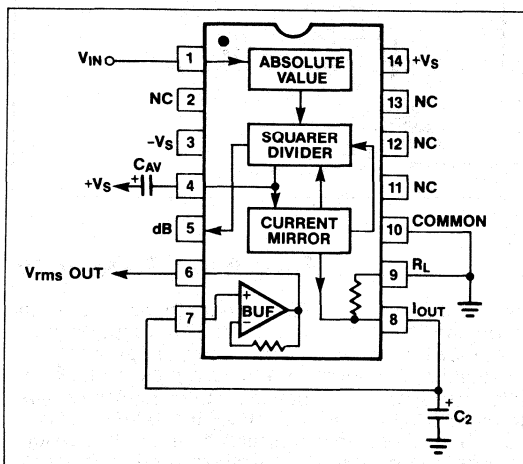 VIN
1
ABSOLUTE
VALUE
14
+VS
NC
2
13
NC
-VS
3
SQUARER
DIVIDER
12
NC
CAV
+
+VS
4
11
NC
dB
5
CURRENT
MIRROR
10
COMMON
Vrms OUT
6
9
RL
7
+
BUF
−
8
IOUT
+
C2